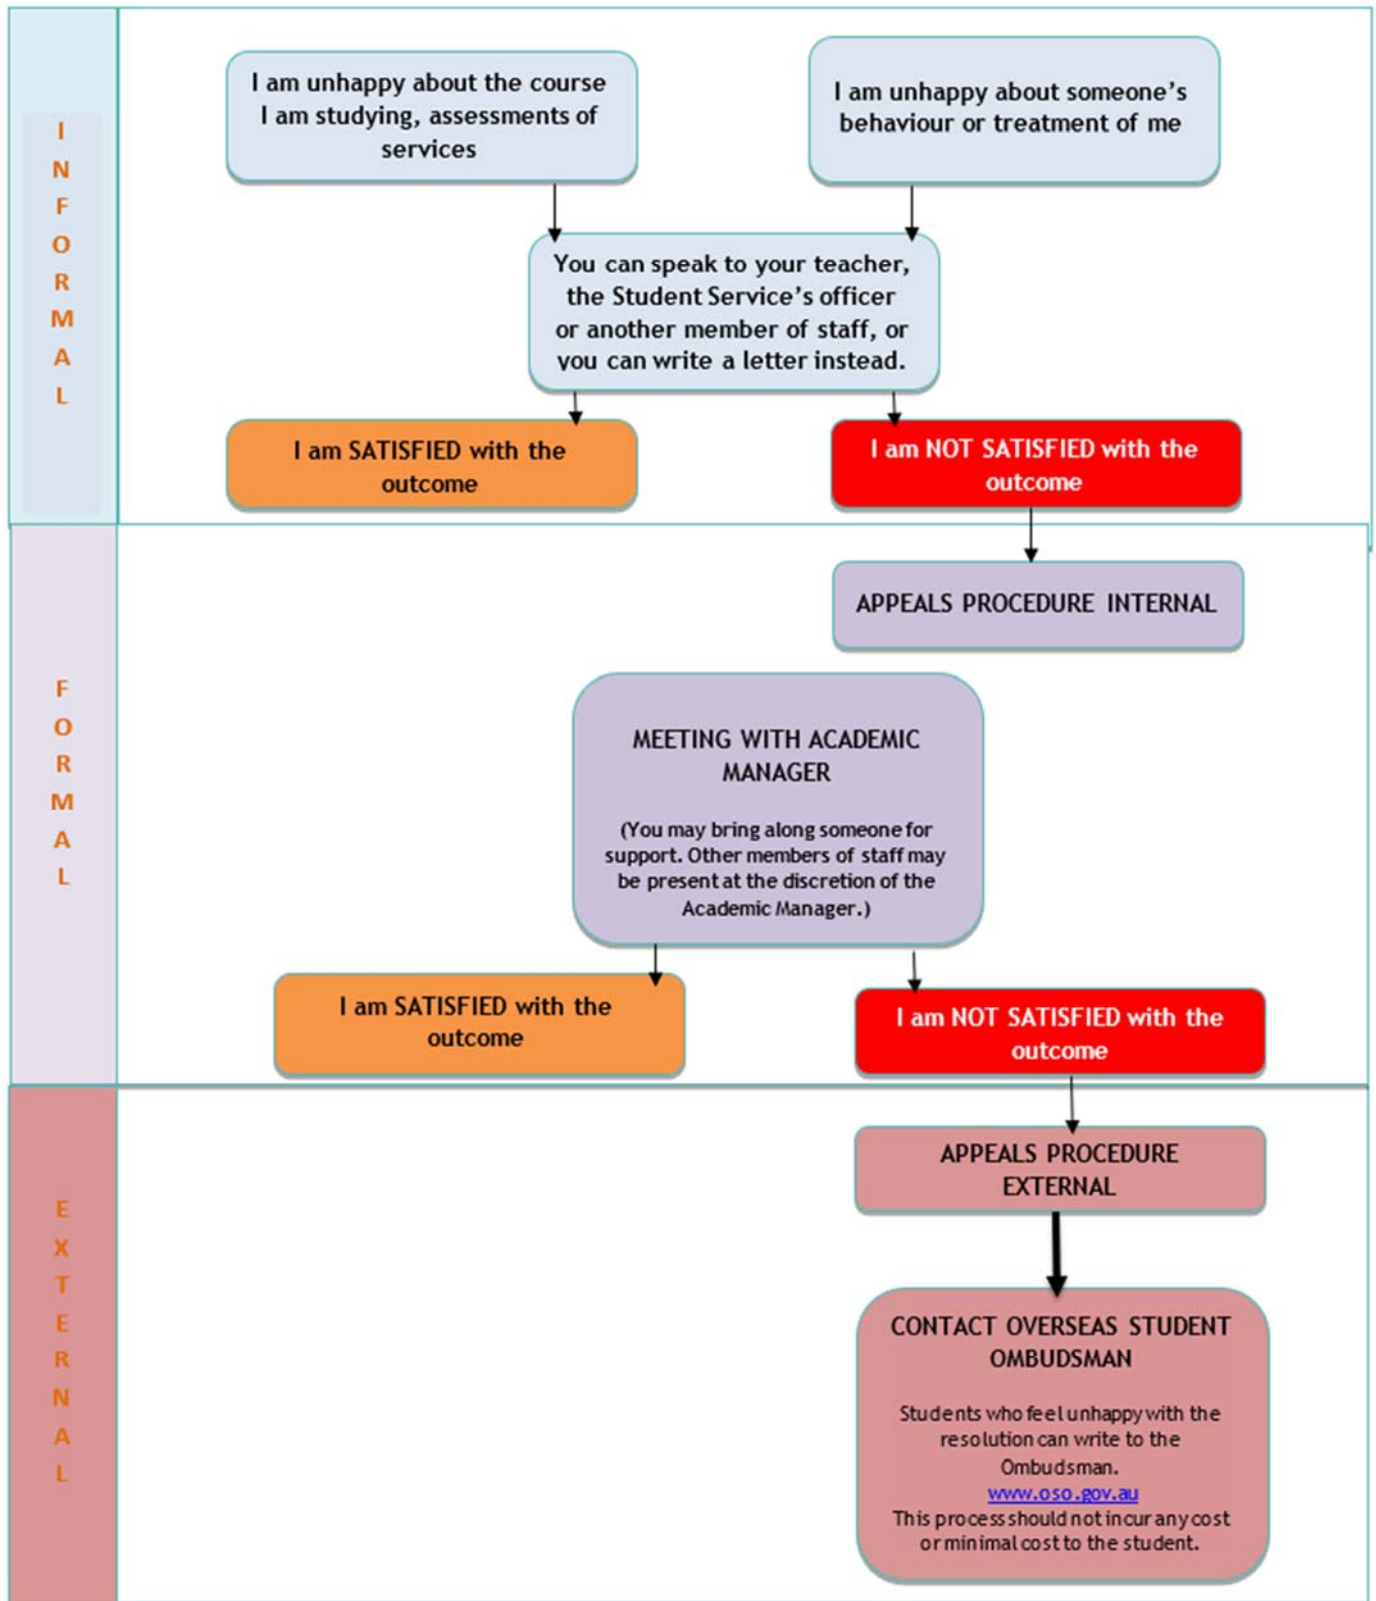 INFORMAL
I am unhappy about the course
I am studying, assessments of
services
I am unhappy about someone's
behaviour or treatment of me
You can speak to your teacher,
the Student Service's officer
or another member of staff, or
you can write a letter instead.
I am SATISFIED with the
outcome
I am NOT SATISFIED with the
outcome
FORMAL
APPEALS PROCEDURE INTERNAL
MEETING WITH ACADEMIC
MANAGER
(You may bring along someone for
support. Other members of staff may
be present at the discretion of the
Academic Manager.)
I am SATISFIED with the
outcome
I am NOT SATISFIED with the
outcome
EXTERNAL
APPEALS PROCEDURE
EXTERNAL
CONTACT OVERSEAS STUDENT
OMBUDSMAN
Students who feel unhappy with the
resolution can write to the
Ombudsman.
www.oso.gov.au
This process should not incur any cost
or minimal cost to the student.